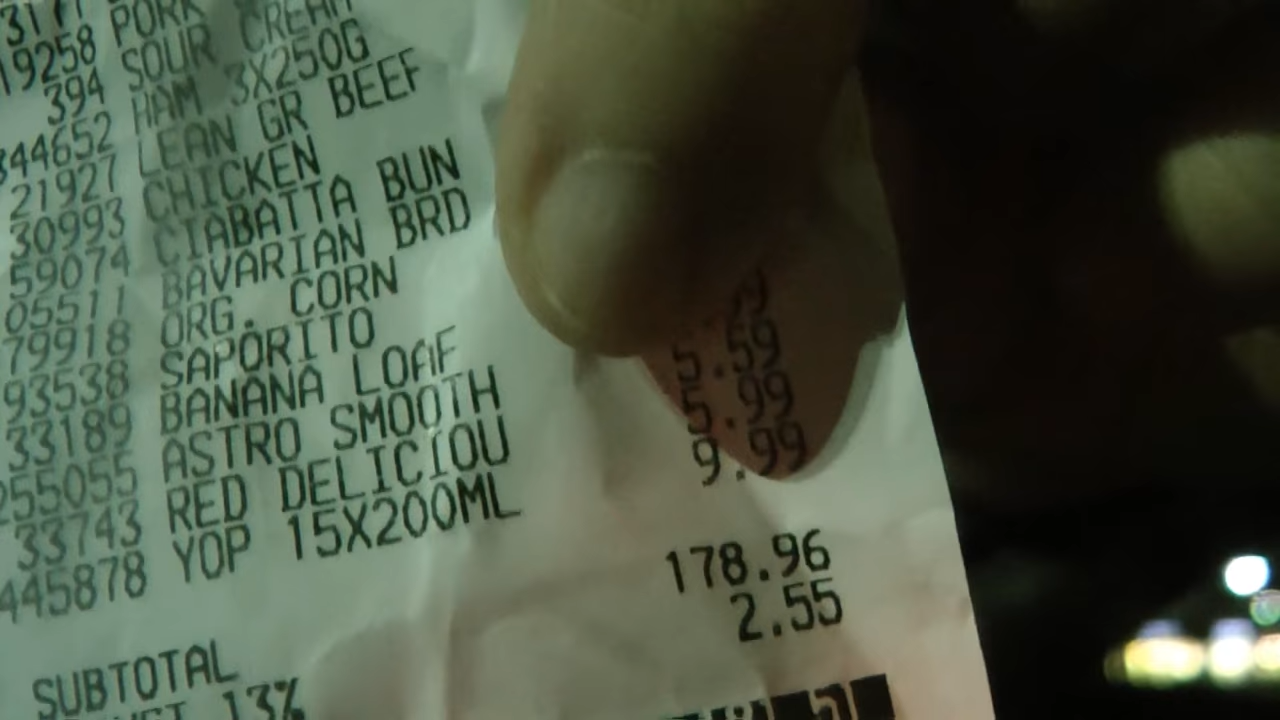 PORK
19258 SOUR CREAM
394 HAM 3X250G
844652 LEAN GR BEEF
21927 CHICKEN
30993 CIABATTA BUN
59074 BAVARIAN BRD
05511 ORG. CORN
79918 SAPORITO
93538 BANANA LOAF
33189 ASTRO SMOOTH 5.59
255055 RED DELICIOU 5.99
33743 YOP 15X200ML 9.99
445878
SUBTOTAL 178.96
13% 2.55